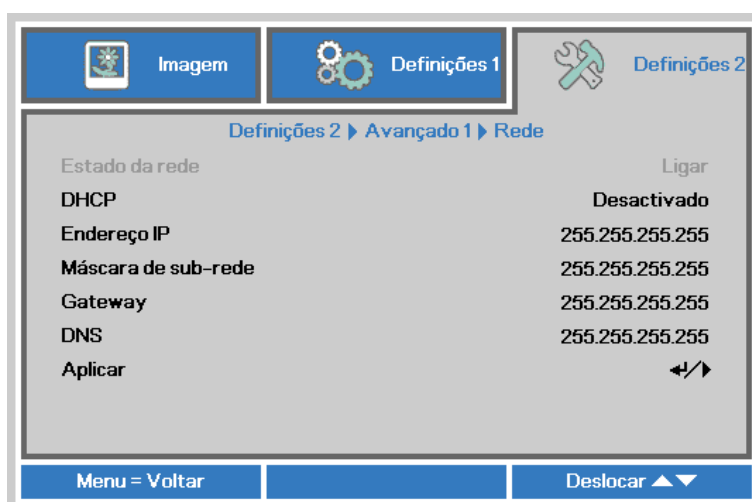 Imagem
Definições 1
Definições 2
Definições 2 ▶ Avançado 1 ▶ Rede
Estado da rede Ligar
DHCP Desactivado
Endereço IP 255.255.255.255
Máscara de sub-rede 255.255.255.255
Gateway 255.255.255.255
DNS 255.255.255.255
Aplicar ↵/▶
Menu = Voltar
Deslocar ▲▼